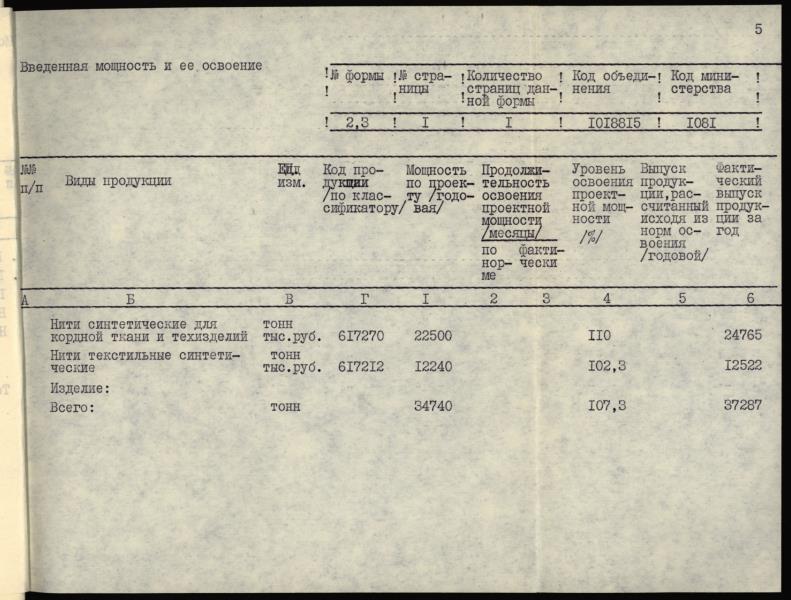 5
Введенная мощность и ее освоение
! № формы ! № стра- ! Количество ! Код объеди- ! Код мини- !
! ! ницы ! страниц дан- ! нения ! стерства !
ной формы
! 2,3 ! I ! I ! I0I88I5 ! I08I !
№№ Виды продукции Ед. Код про- Мощность Продолжи- Уровень Выпуск Факти-
п/п изм. дукции по проек- тельность освоения продук- ческий
/по клас- ту /годо- освоения проект- ции,рас- выпуск
сификатору/ вая/ проектной ной мощ- считанный продук-
мощности ности исходя из ции за
/месяцы/ /%/ норм ос- год
по факти- воения
нор- чески /годовой/
ме
А Б В Г I 2 3 4 5 6
Нити синтетические для тонн
кордной ткани и техизделий тыс.руб. 6I7270 22500 II0 24765
Нити текстильные синтети- тонн
ческие тыс.руб. 6I72I2 I2240 I02,3 I2522
Изделие:
Всего: тонн 34740 I07,3 37287